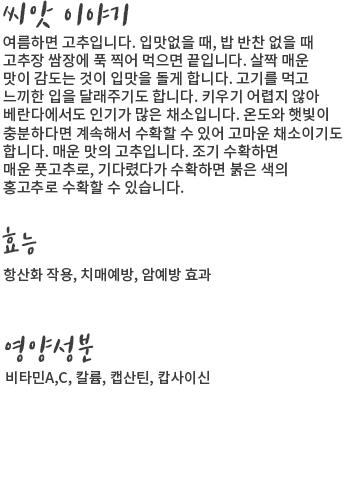 씨앗 이야기
여름하면 고추입니다. 입맛없을 때, 밥 반찬 없을 때
고추장 쌈장에 푹 찍어 먹으면 끝입니다. 살짝 매운
맛이 감도는 것이 입맛을 돌게 합니다. 고기를 먹고
느끼한 입을 달래주기도 합니다. 키우기 어렵지 않아
베란다에서도 인기가 많은 채소입니다. 온도와 햇빛이
충분하다면 계속해서 수확할 수 있어 고마운 채소이기도
합니다. 매운 맛의 고추입니다. 조기 수확하면
매운 풋고추로, 기다렸다가 수확하면 붉은 색의
홍고추로 수확할 수 있습니다.
효능
항산화 작용, 치매예방, 암예방 효과
영양성분
비타민A,C, 칼륨, 캡산틴, 캅사이신